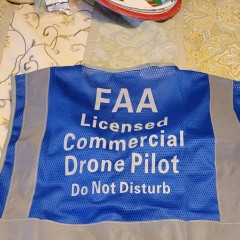 FAA
Licensed
Commercial
Drone Pilot
Do Not Disturb